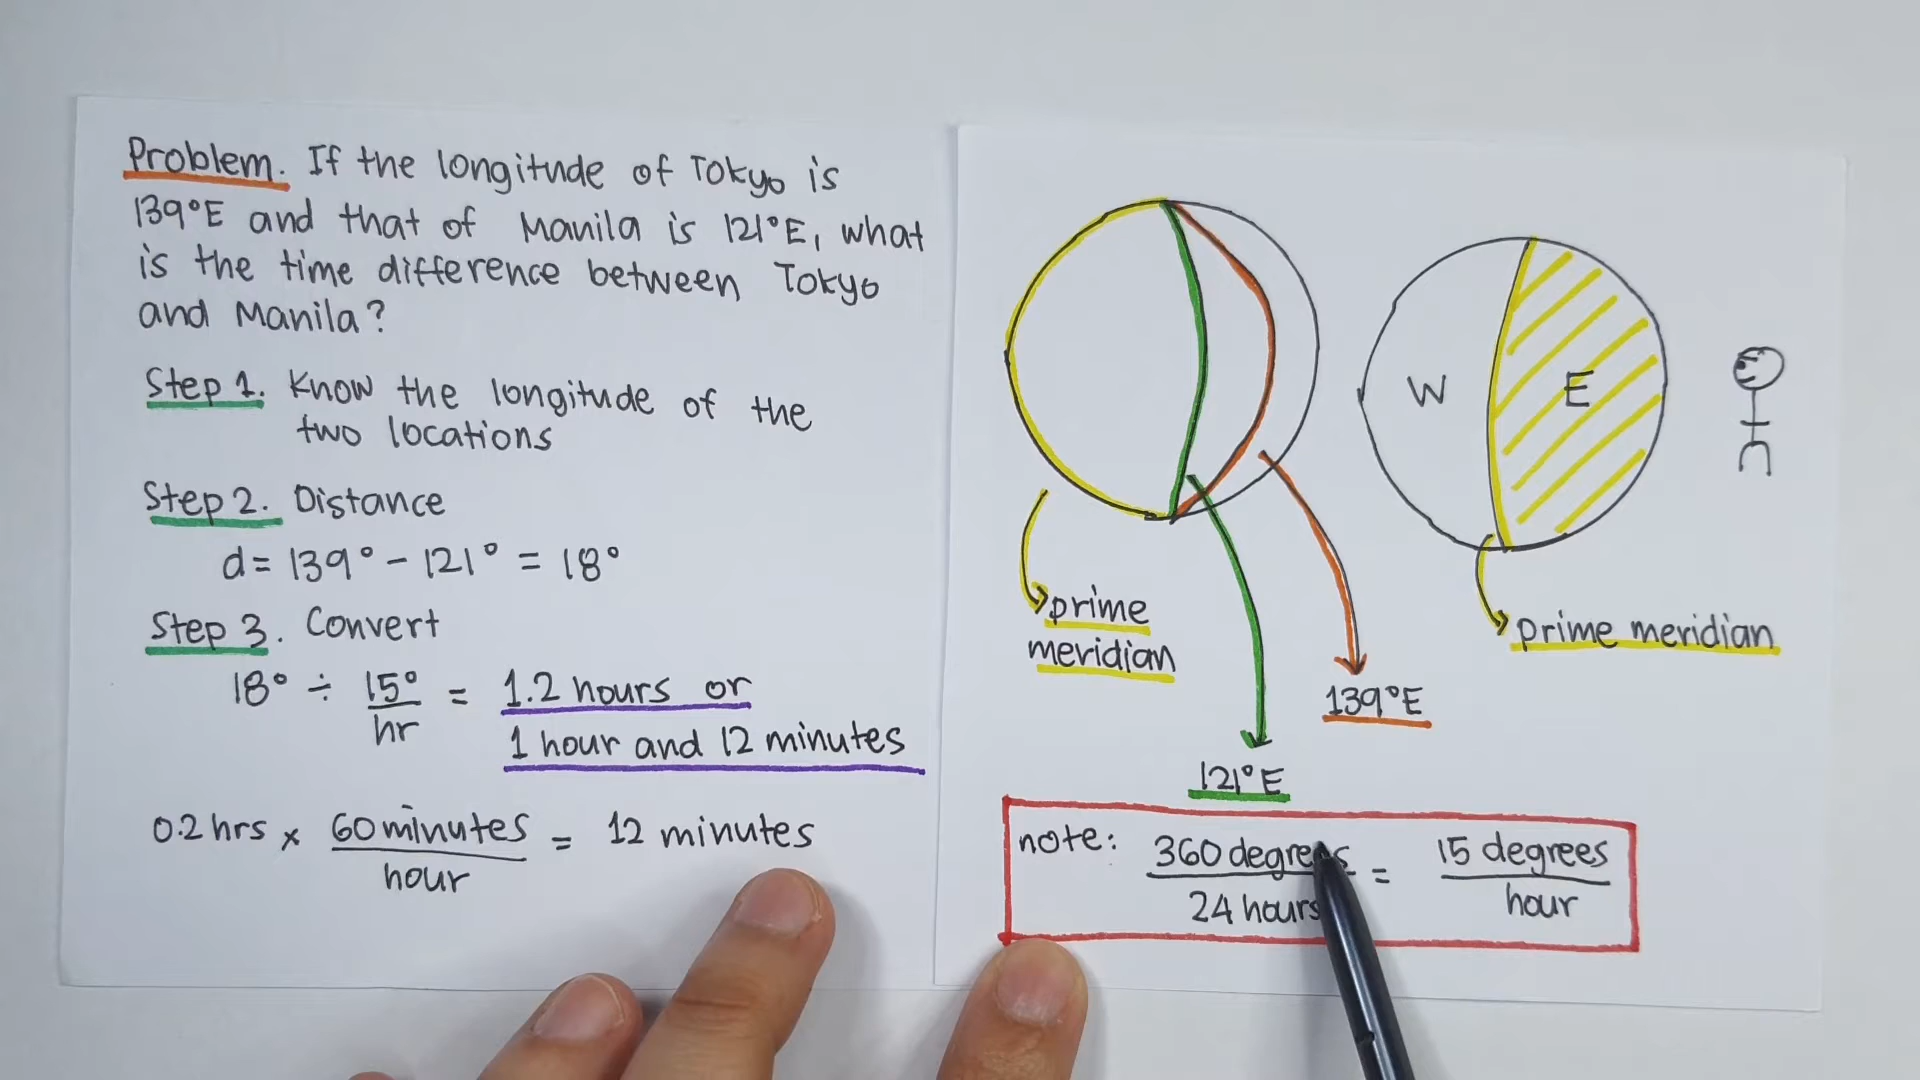 Problem. If the longitude of Tokyo is
139°E and that of Manila is 121°E, what
is the time difference between Tokyo
and Manila?
Step 1. Know the longitude of the
two locations
Step 2. Distance
d = 139° - 121° = 18°
Step 3. Convert
18° ÷ 15°/hr = 1.2 hours or
1 hour and 12 minutes
0.2 hrs x 60 minutes/hour = 12 minutes
W E
prime
meridian
prime meridian
139°E
121°E
note: 360 degrees/24 hours = 15 degrees/hour